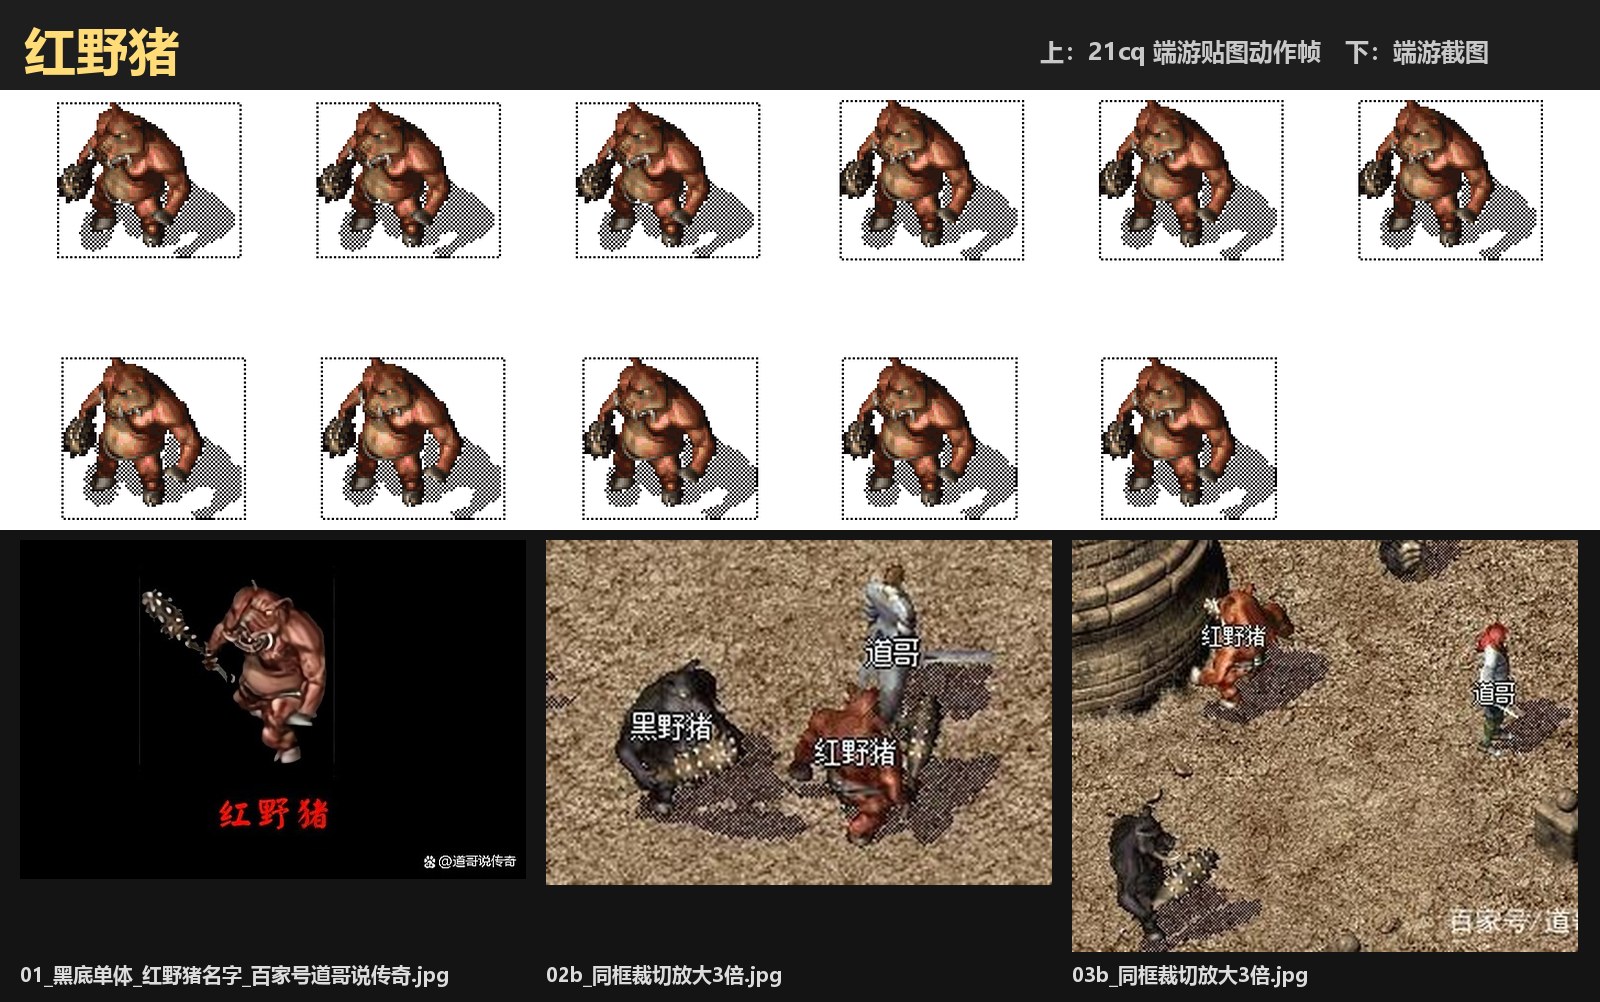 红野猪
上：21cq 端游贴图动作帧　下：端游截图
红野猪
@道哥说传奇
道哥
黑野猪
红野猪
红野猪
道哥
百家号/道
01_黑底单体_红野猪名字_百家号道哥说传奇.jpg
02b_同框裁切放大3倍.jpg
03b_同框裁切放大3倍.jpg